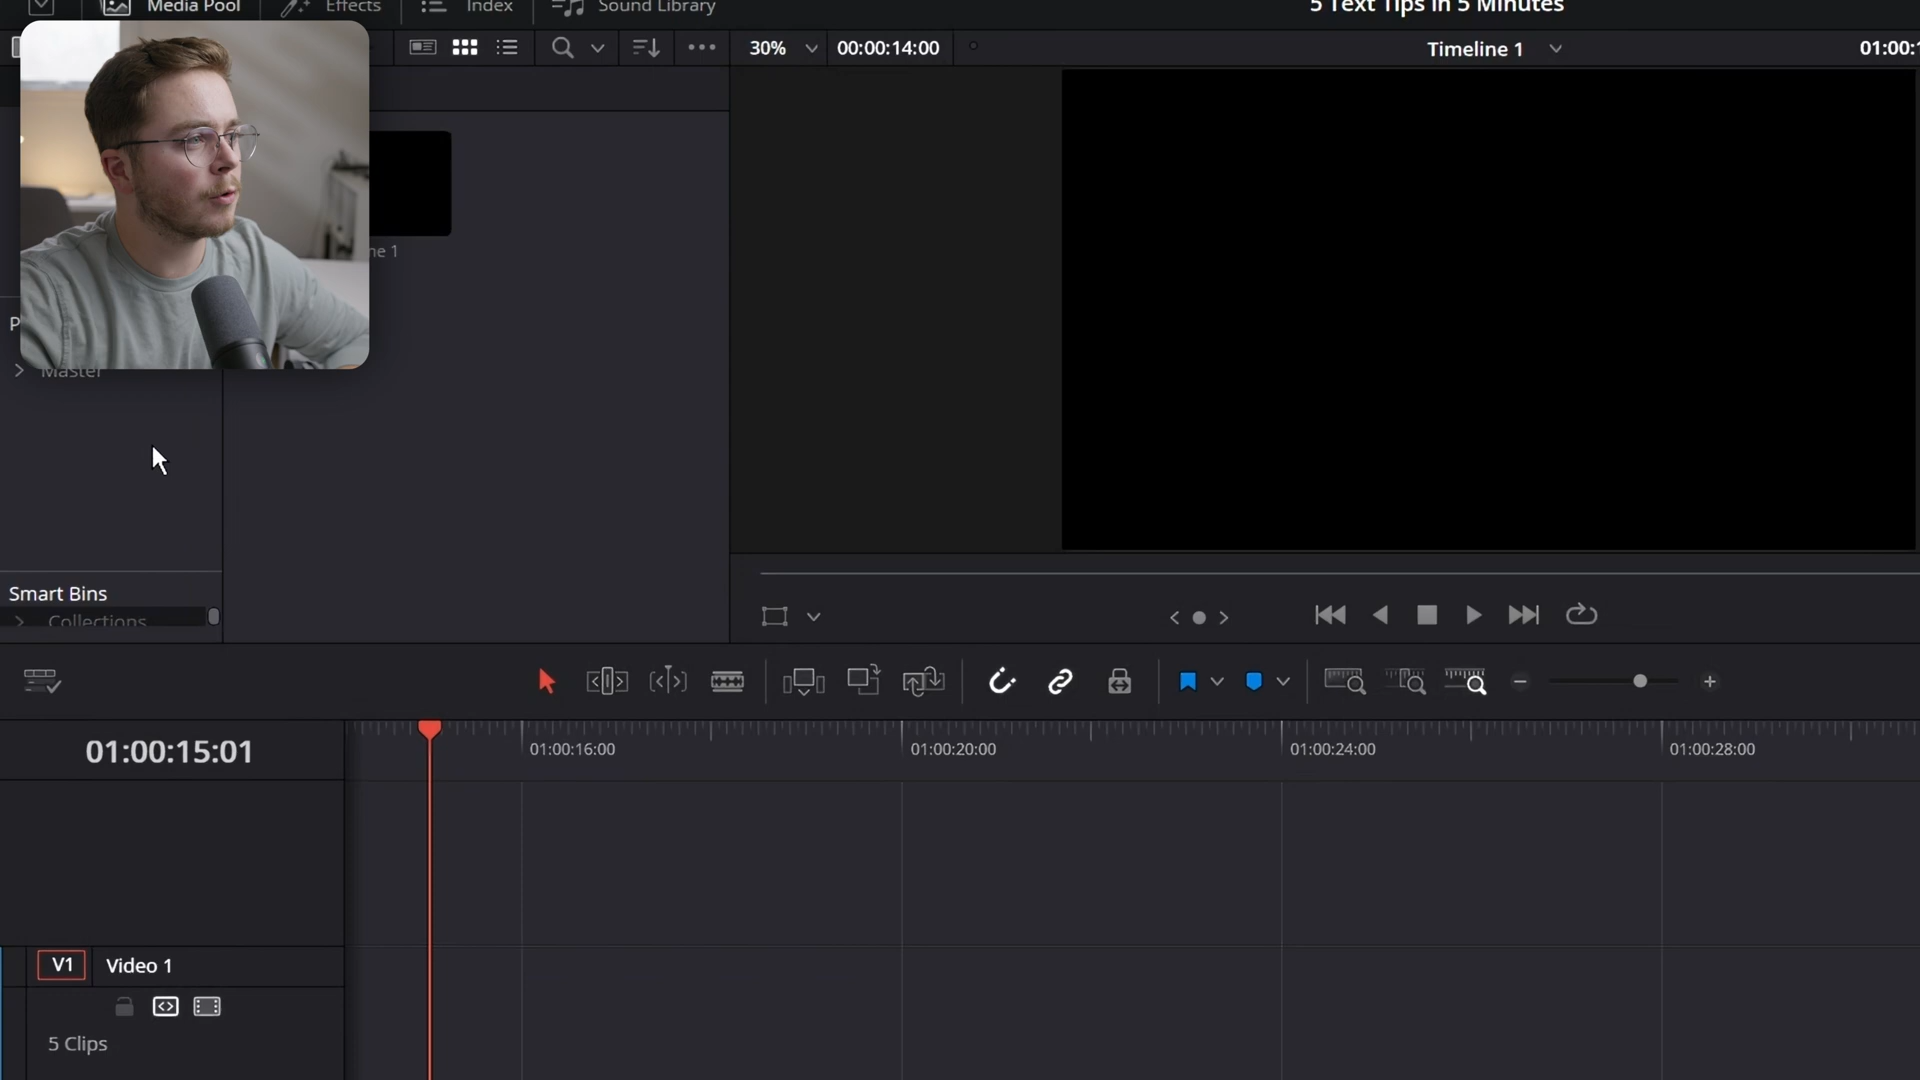 Media Pool Effects Index Sound Library 5 Text Tips in 5 Minutes
30% 00:00:14:00 Timeline 1 01:00:1
ne 1
P
Master
Smart Bins
Collections
01:00:15:01 01:00:16:00 01:00:20:00 01:00:24:00 01:00:28:00
V1 Video 1
5 Clips